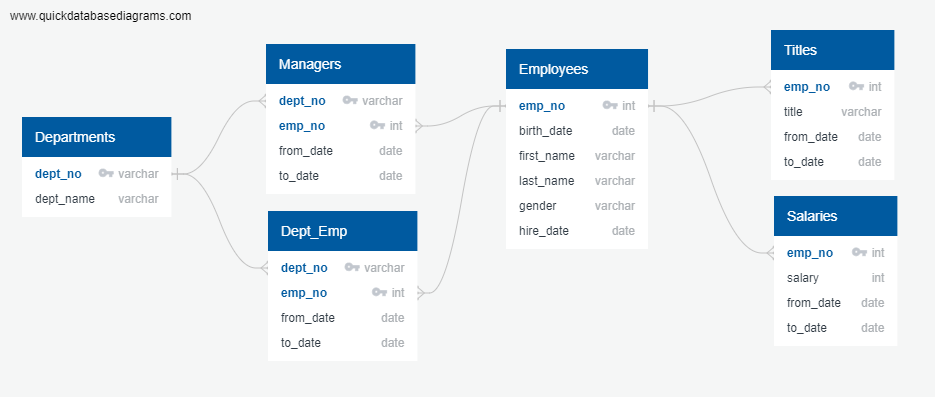 www.quickdatabasediagrams.com
Departments
dept_no varchar
dept_name varchar
Managers
dept_no varchar
emp_no int
from_date date
to_date date
Dept_Emp
dept_no varchar
emp_no int
from_date date
to_date date
Employees
emp_no int
birth_date date
first_name varchar
last_name varchar
gender varchar
hire_date date
Titles
emp_no int
title varchar
from_date date
to_date date
Salaries
emp_no int
salary int
from_date date
to_date date